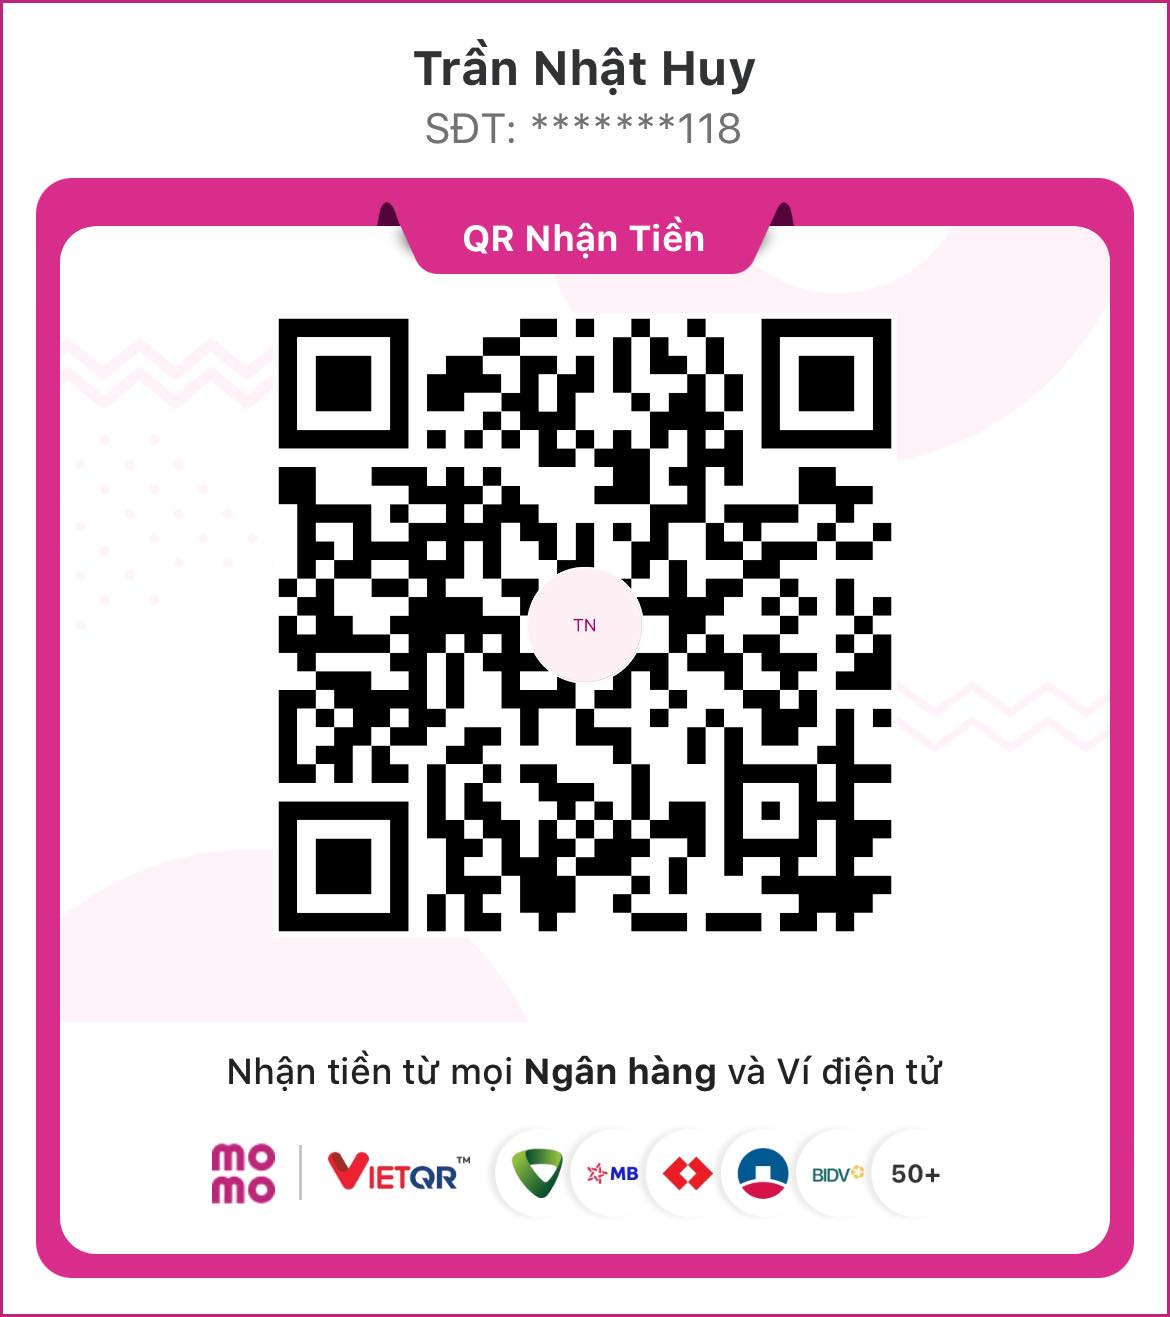 Trần Nhật Huy
SĐT: *******118
QR Nhận Tiền
TN
Nhận tiền từ mọi Ngân hàng và Ví điện tử
mo mo VIETQR™ MB BIDV 50+